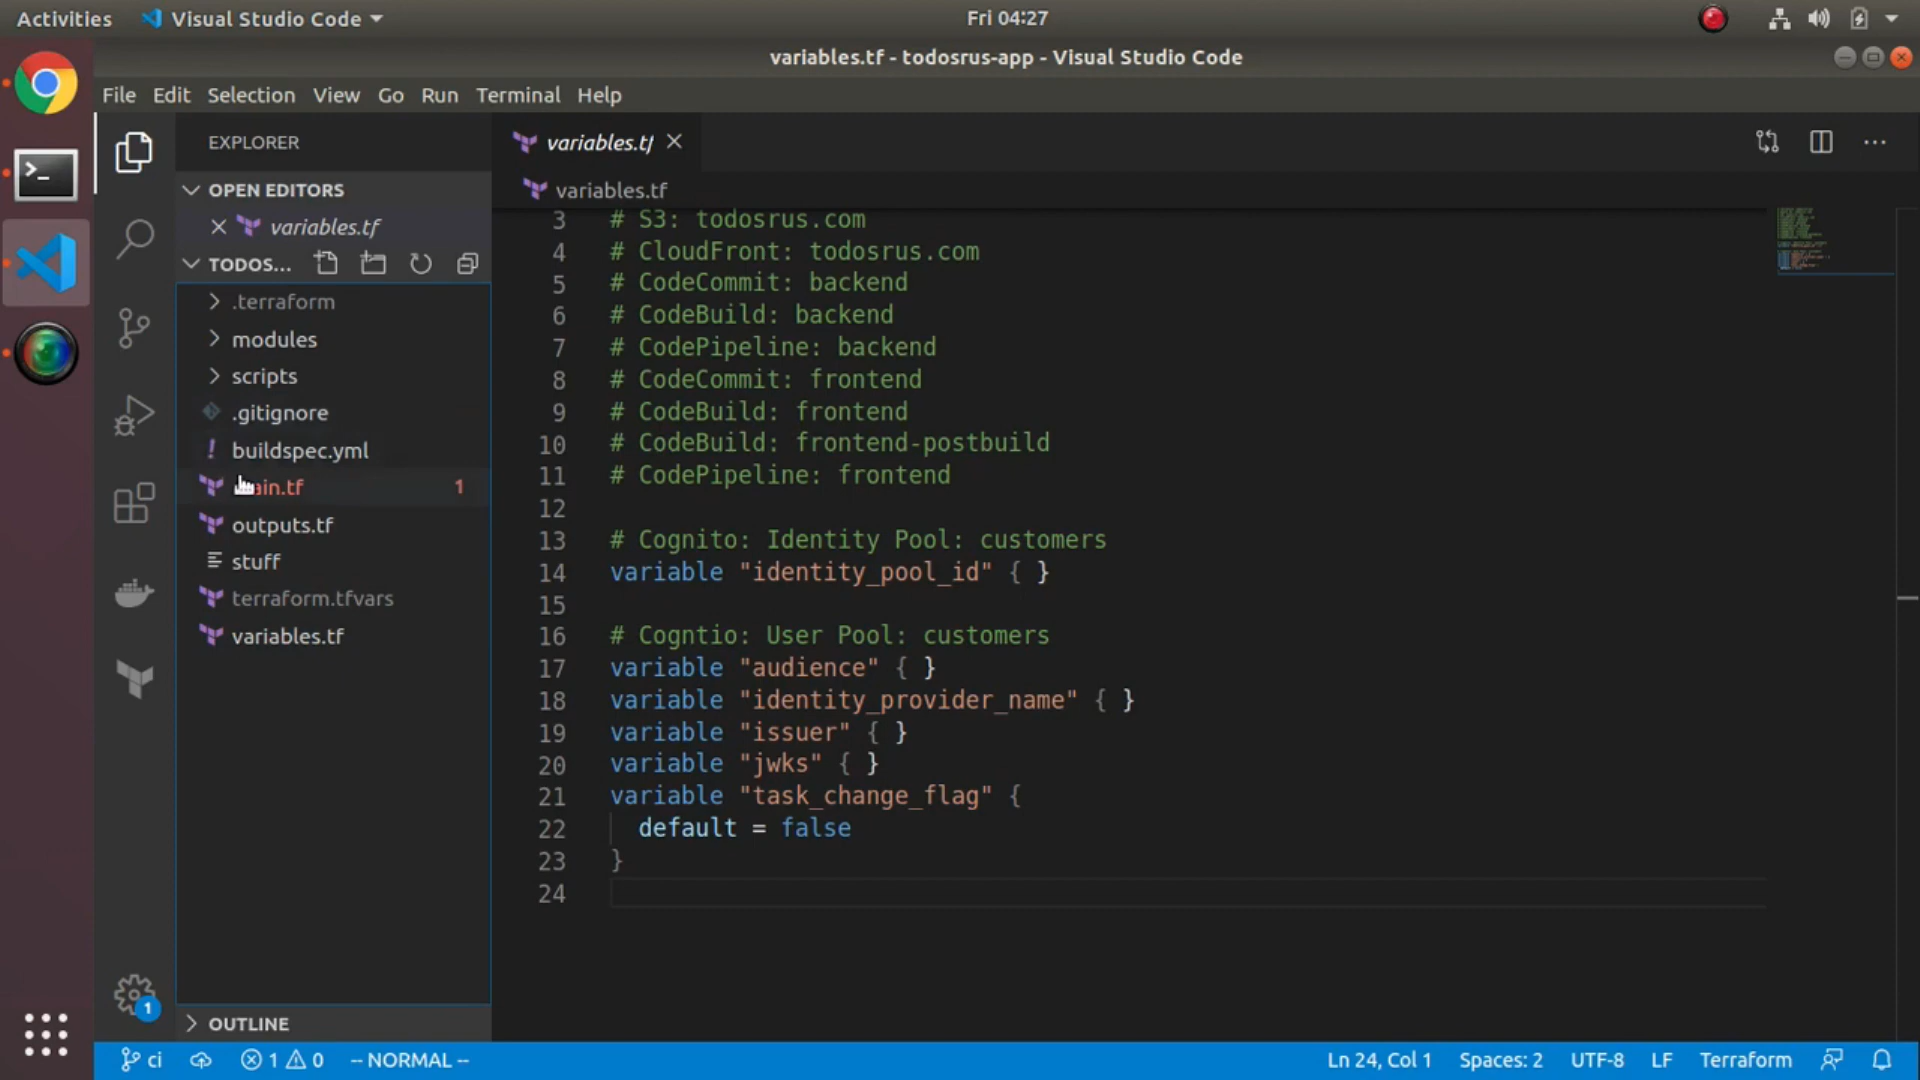 Activities
Visual Studio Code
Fri 04:27
variables.tf - todosrus-app - Visual Studio Code
File Edit Selection View Go Run Terminal Help
EXPLORER
OPEN EDITORS
variables.tf
TODOS...
.terraform
modules
scripts
.gitignore
! buildspec.yml
ain.tf 1
outputs.tf
stuff
terraform.tfvars
variables.tf
OUTLINE
1
variables.tf
variables.tf
3 # S3: todosrus.com
4 # CloudFront: todosrus.com
5 # CodeCommit: backend
6 # CodeBuild: backend
7 # CodePipeline: backend
8 # CodeCommit: frontend
9 # CodeBuild: frontend
10 # CodeBuild: frontend-postbuild
11 # CodePipeline: frontend
12
13 # Cognito: Identity Pool: customers
14 variable "identity_pool_id" { }
15
16 # Cogntio: User Pool: customers
17 variable "audience" { }
18 variable "identity_provider_name" { }
19 variable "issuer" { }
20 variable "jwks" { }
21 variable "task_change_flag" {
22 default = false
23 }
24
ci 1 0 -- NORMAL -- Ln 24, Col 1 Spaces: 2 UTF-8 LF Terraform